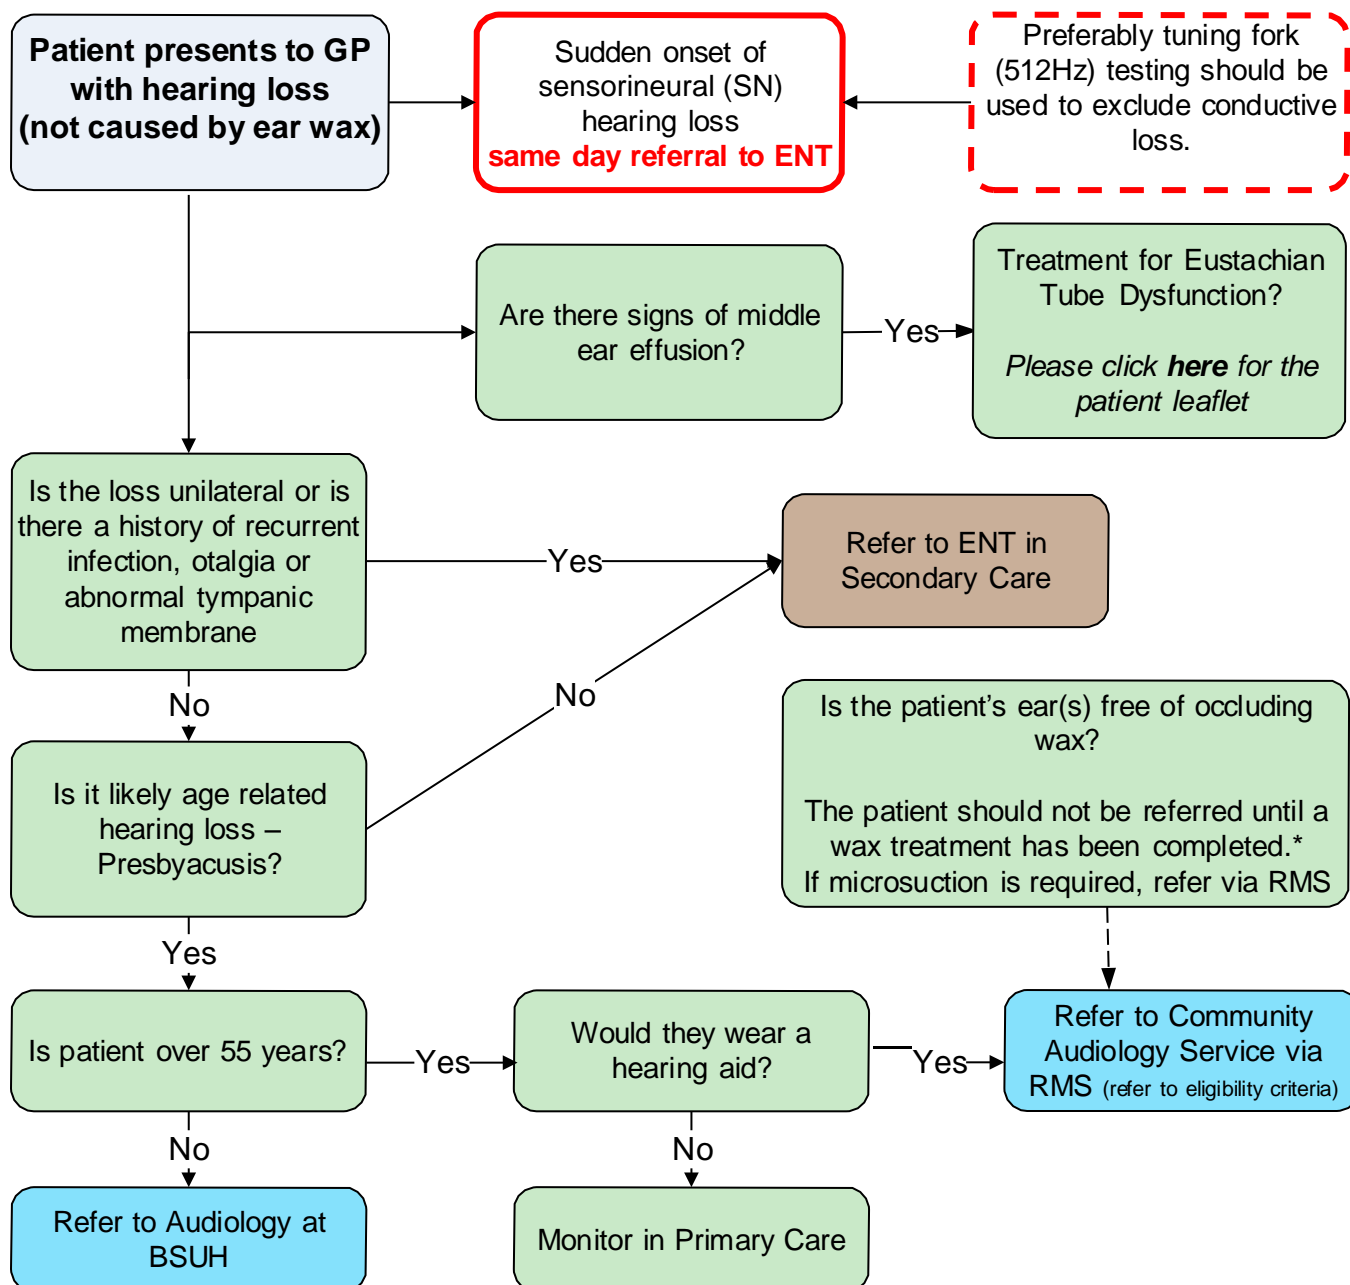 Patient presents to GP
with hearing loss
(not caused by ear wax)
Sudden onset of
sensorineural (SN)
hearing loss
same day referral to ENT
Preferably tuning fork
(512Hz) testing should be
used to exclude conductive
loss.
Are there signs of middle
ear effusion?
Yes
Treatment for Eustachian
Tube Dysfunction?
Please click here for the
patient leaflet
Is the loss unilateral or is
there a history of recurrent
infection, otalgia or
abnormal tympanic
membrane
Yes
Refer to ENT in
Secondary Care
No
No
Is it likely age related
hearing loss –
Presbyacusis?
Is the patient’s ear(s) free of occluding
wax?
The patient should not be referred until a
wax treatment has been completed.*
If microsuction is required, refer via RMS
Yes
Is patient over 55 years?
Yes
Would they wear a
hearing aid?
Yes
Refer to Community
Audiology Service via
RMS (refer to eligibility criteria)
No
No
Refer to Audiology at
BSUH
Monitor in Primary Care